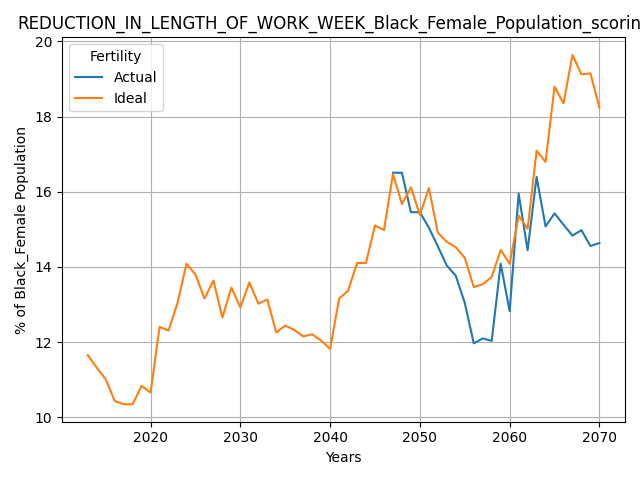 REDUCTION_IN_LENGTH_OF_WORK_WEEK_Black_Female_Population_scorin
Fertility
Actual
Ideal
% of Black_Female Population
20
18
16
14
12
10
2020 2030 2040 2050 2060 2070
Years